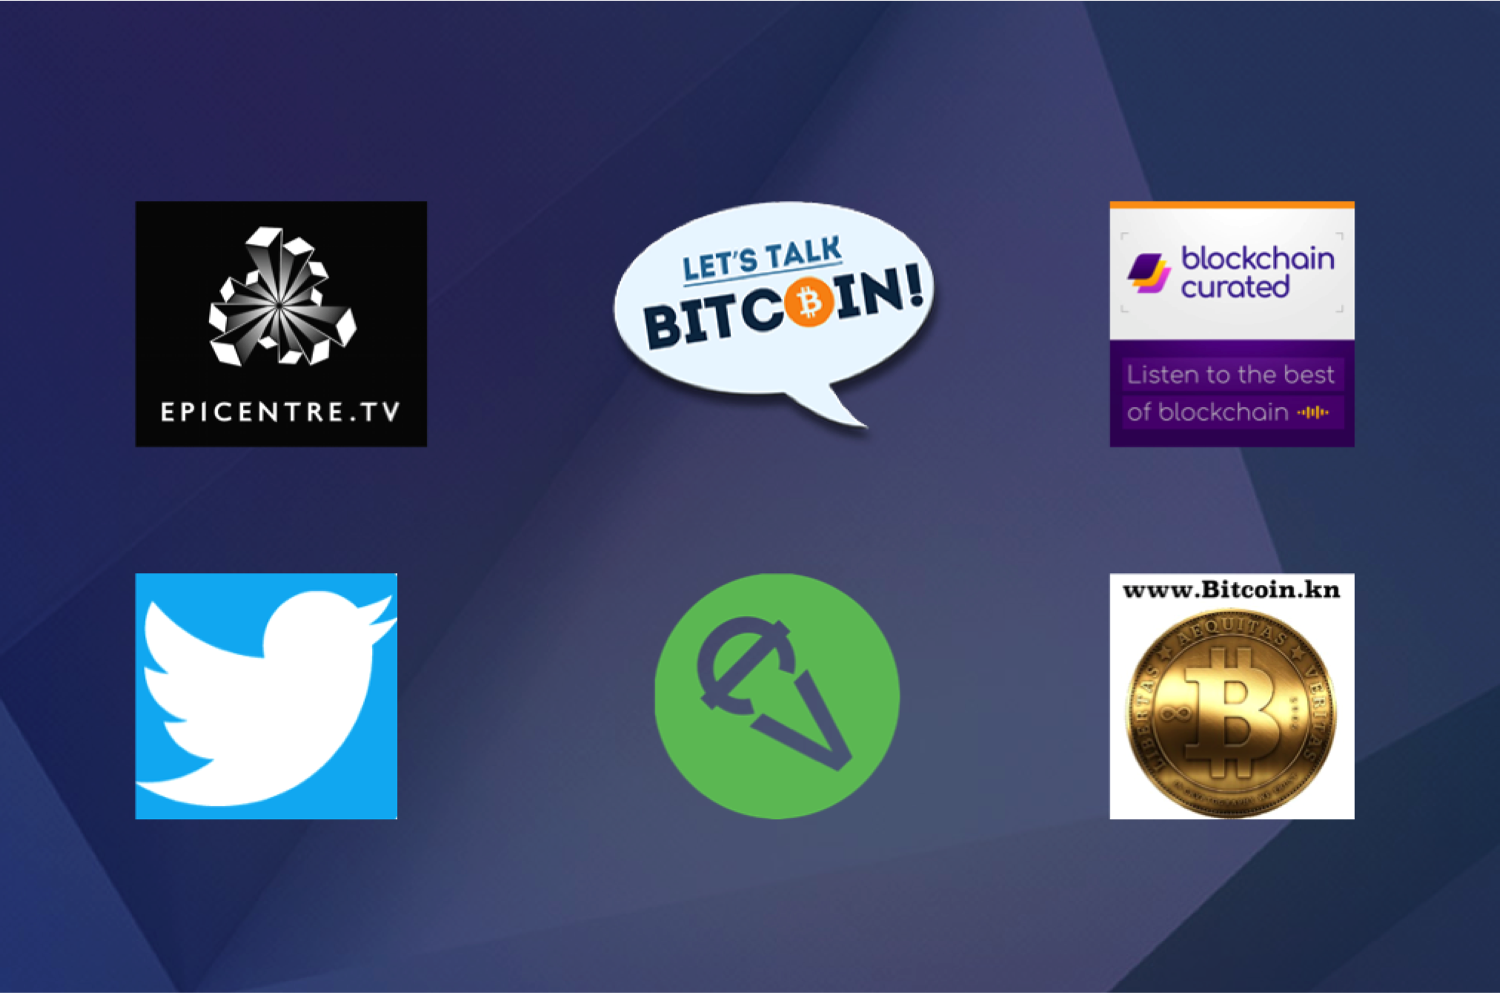 EPICENTRE.TV
LET'S TALK
BITCOIN!
blockchain
curated
Listen to the best
of blockchain
www.Bitcoin.kn
LIBERTAS ★ AEQUITAS ★ VERITAS